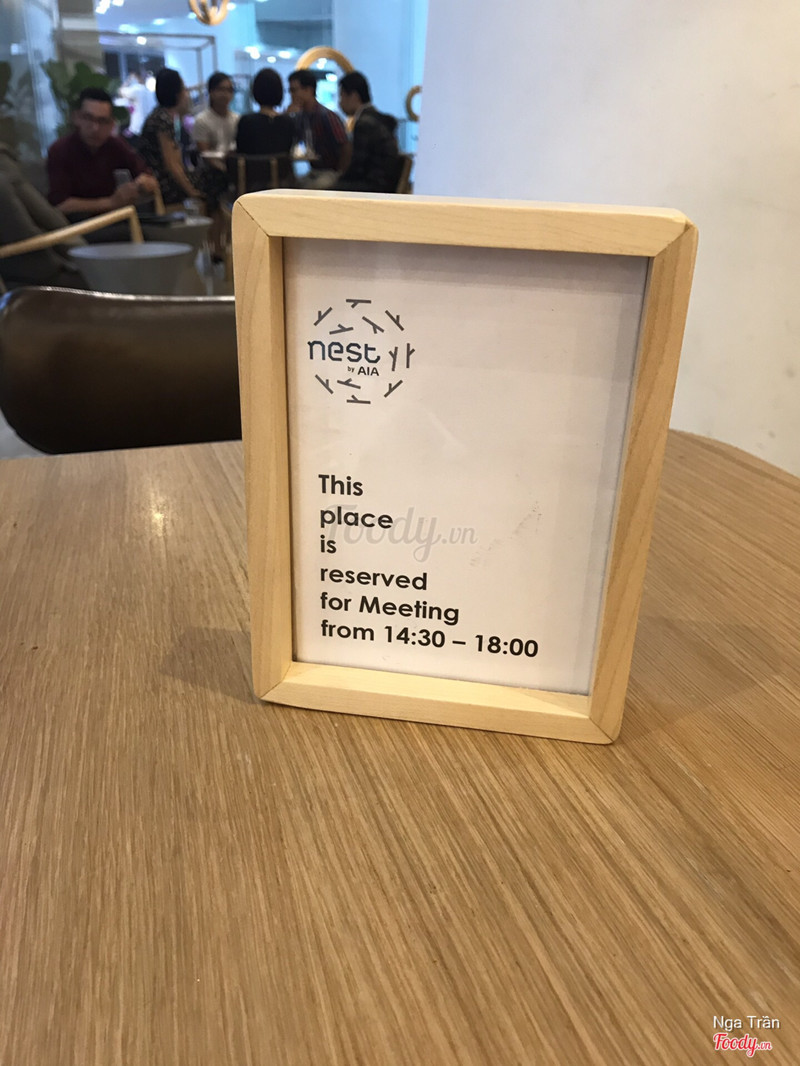 nest
by AIA
This
place
is
reserved
for Meeting
from 14:30 – 18:00
Foody.vn
Nga Trần
Foody.vn